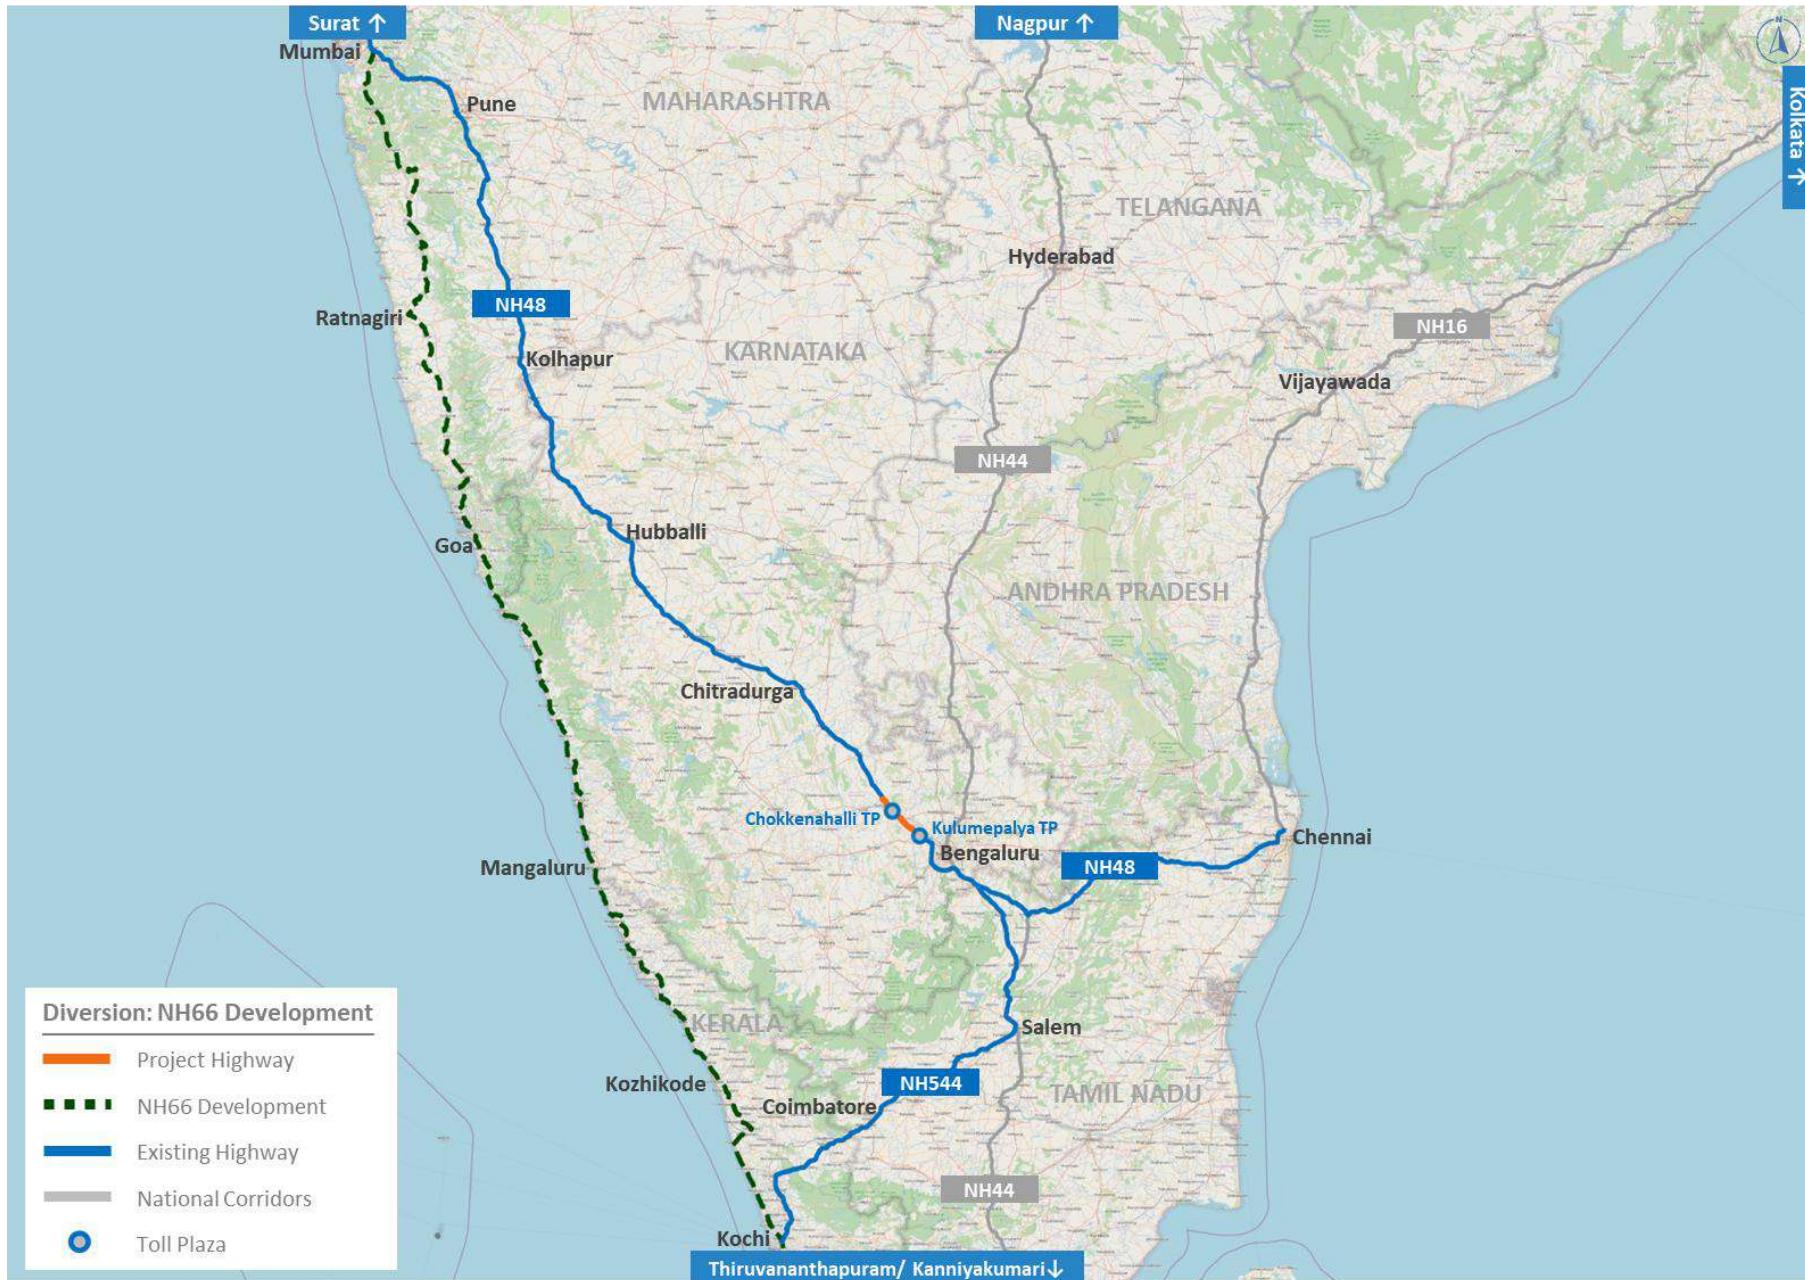 Surat ↑
Nagpur ↑
N
Mumbai
Kolkata ↑
Pune
MAHARASHTRA
TELANGANA
Hyderabad
NH48
Ratnagiri
NH16
KARNATAKA
Kolhapur
Vijayawada
NH44
Hubballi
Goa
ANDHRA PRADESH
Chitradurga
Chokkenahalli TP
Kulumepalya TP
Bengaluru
Chennai
Mangaluru
NH48
KERALA
Salem
Kozhikode
NH544
Coimbatore
TAMIL NADU
NH44
Kochi
Thiruvananthapuram/ Kanniyakumari↓
Diversion: NH66 Development
Project Highway
NH66 Development
Existing Highway
National Corridors
Toll Plaza